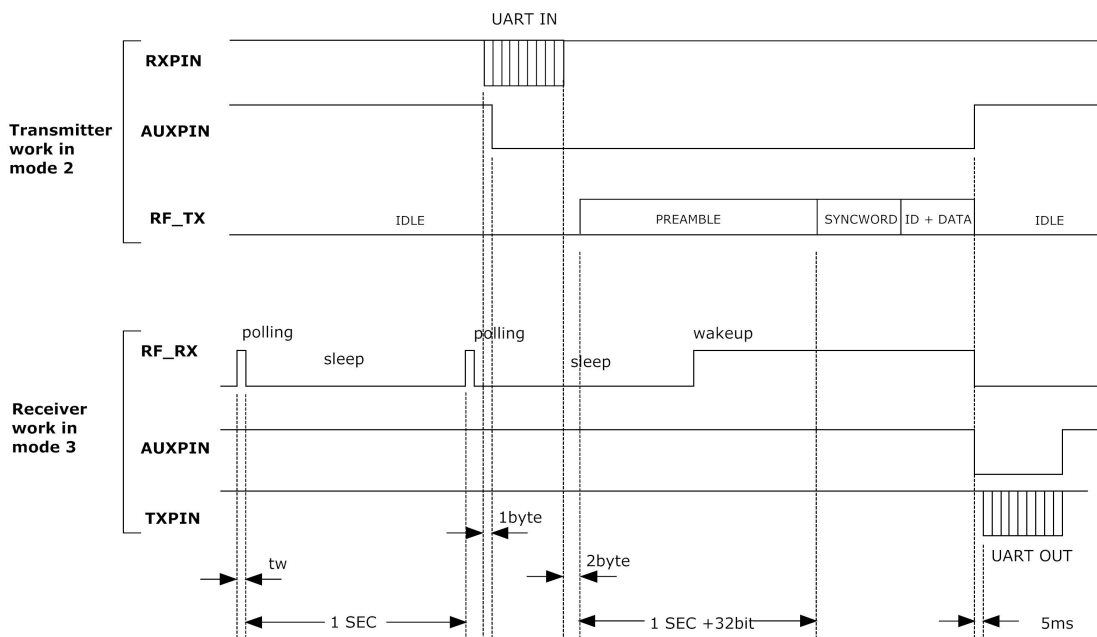 UART IN
RXPIN
Transmitter
work in
mode 2
AUXPIN
RF_TX
IDLE
PREAMBLE
SYNCWORD
ID + DATA
IDLE
polling
polling
wakeup
RF_RX
sleep
sleep
Receiver
work in
mode 3
AUXPIN
TXPIN
1byte
UART OUT
tw
2byte
1 SEC
1 SEC +32bit
5ms